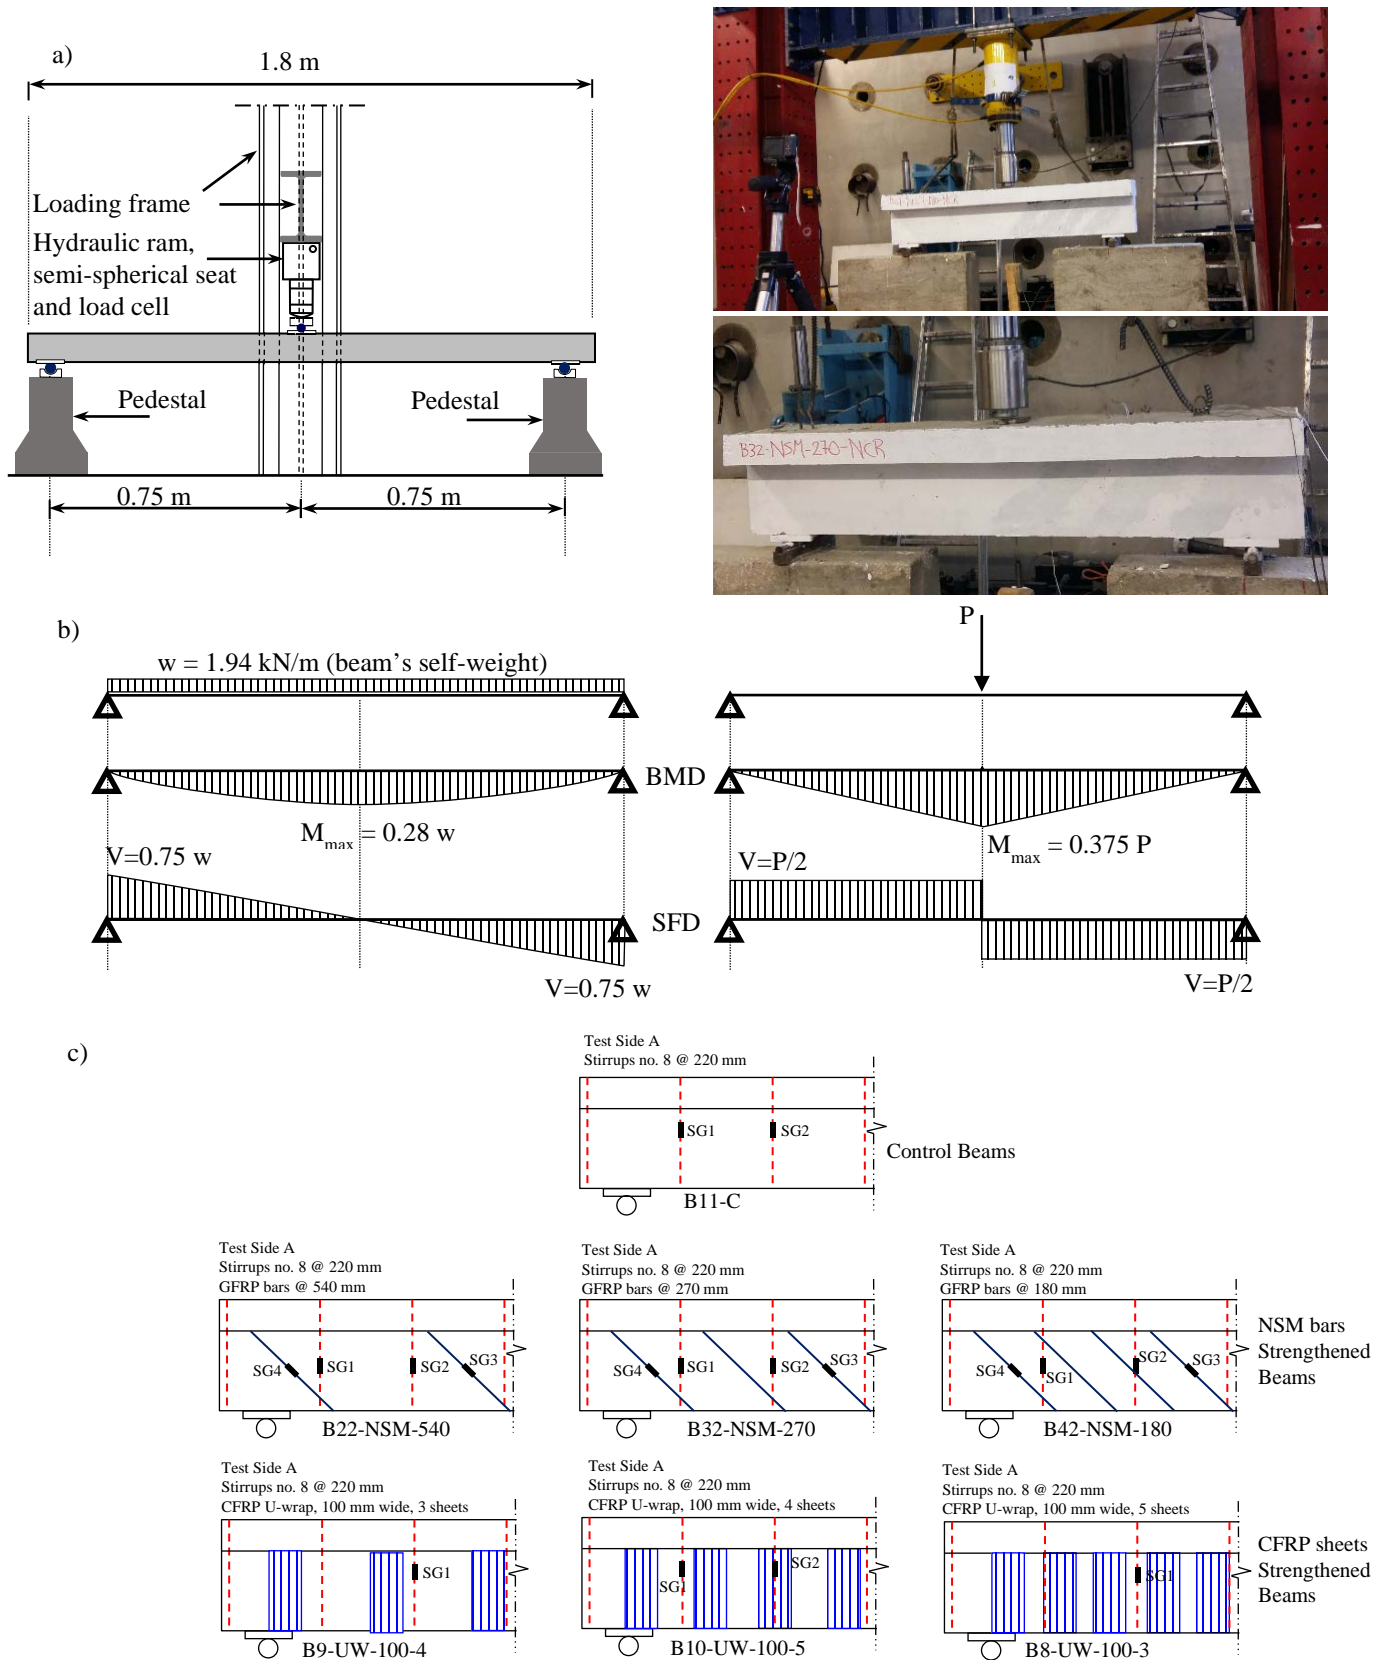 a)
1.8 m
Loading frame
Hydraulic ram,
semi-spherical seat
and load cell
Pedestal
Pedestal
0.75 m
0.75 m
B32-NSM-270-NCR
b)
P
w = 1.94 kN/m (beam's self-weight)
BMD
M_max = 0.28 w
M_max = 0.375 P
V=0.75 w
V=P/2
SFD
V=0.75 w
V=P/2
c)
Test Side A
Stirrups no. 8 @ 220 mm
SG1
SG2
Control Beams
B11-C
Test Side A
Stirrups no. 8 @ 220 mm
GFRP bars @ 540 mm
SG4
SG1
SG2
SG3
B22-NSM-540
Test Side A
Stirrups no. 8 @ 220 mm
GFRP bars @ 270 mm
SG4
SG1
SG2
SG3
B32-NSM-270
Test Side A
Stirrups no. 8 @ 220 mm
GFRP bars @ 180 mm
SG4
SG1
SG2
SG3
B42-NSM-180
NSM bars
Strengthened
Beams
Test Side A
Stirrups no. 8 @ 220 mm
CFRP U-wrap, 100 mm wide, 3 sheets
SG1
B9-UW-100-4
Test Side A
Stirrups no. 8 @ 220 mm
CFRP U-wrap, 100 mm wide, 4 sheets
SG1
SG2
B10-UW-100-5
Test Side A
Stirrups no. 8 @ 220 mm
CFRP U-wrap, 100 mm wide, 5 sheets
SG1
B8-UW-100-3
CFRP sheets
Strengthened
Beams